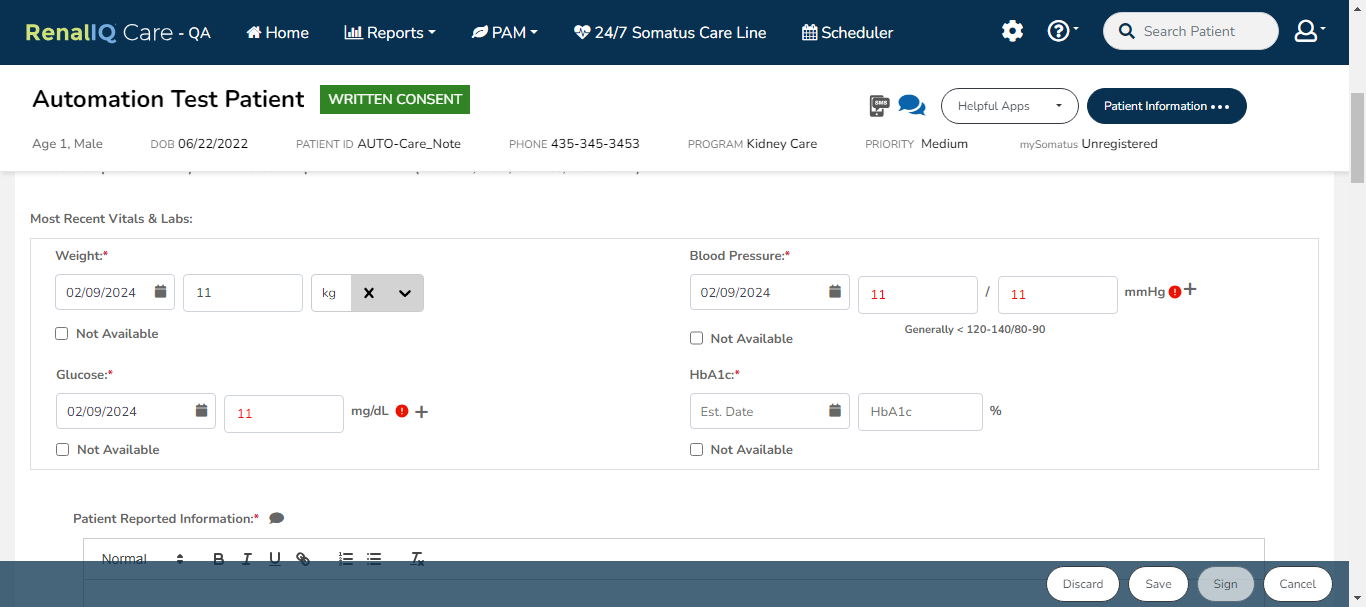 RenalIQ Care - QA Home Reports PAM 24/7 Somatus Care Line Scheduler Search Patient
Automation Test Patient WRITTEN CONSENT SMS Helpful Apps Patient Information
Age 1, Male DOB 06/22/2022 PATIENT ID AUTO-Care_Note PHONE 435-345-3453 PROGRAM Kidney Care PRIORITY Medium mySomatus Unregistered
Most Recent Vitals & Labs:
Weight:* Blood Pressure:*
02/09/2024 11 kg 02/09/2024 11 / 11 mmHg
Generally < 120-140/80-90
Not Available Not Available
Glucose:* HbA1c:*
02/09/2024 11 mg/dL Est. Date HbA1c %
Not Available Not Available
Patient Reported Information:*
Normal B I U
Discard Save Sign Cancel